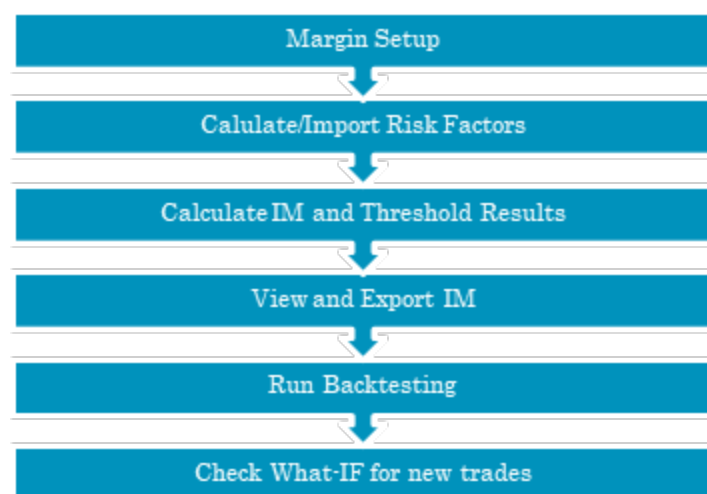 Margin Setup
Calulate/Import Risk Factors
Calculate IM and Threshold Results
View and Export IM
Run Backtesting
Check What-IF for new trades